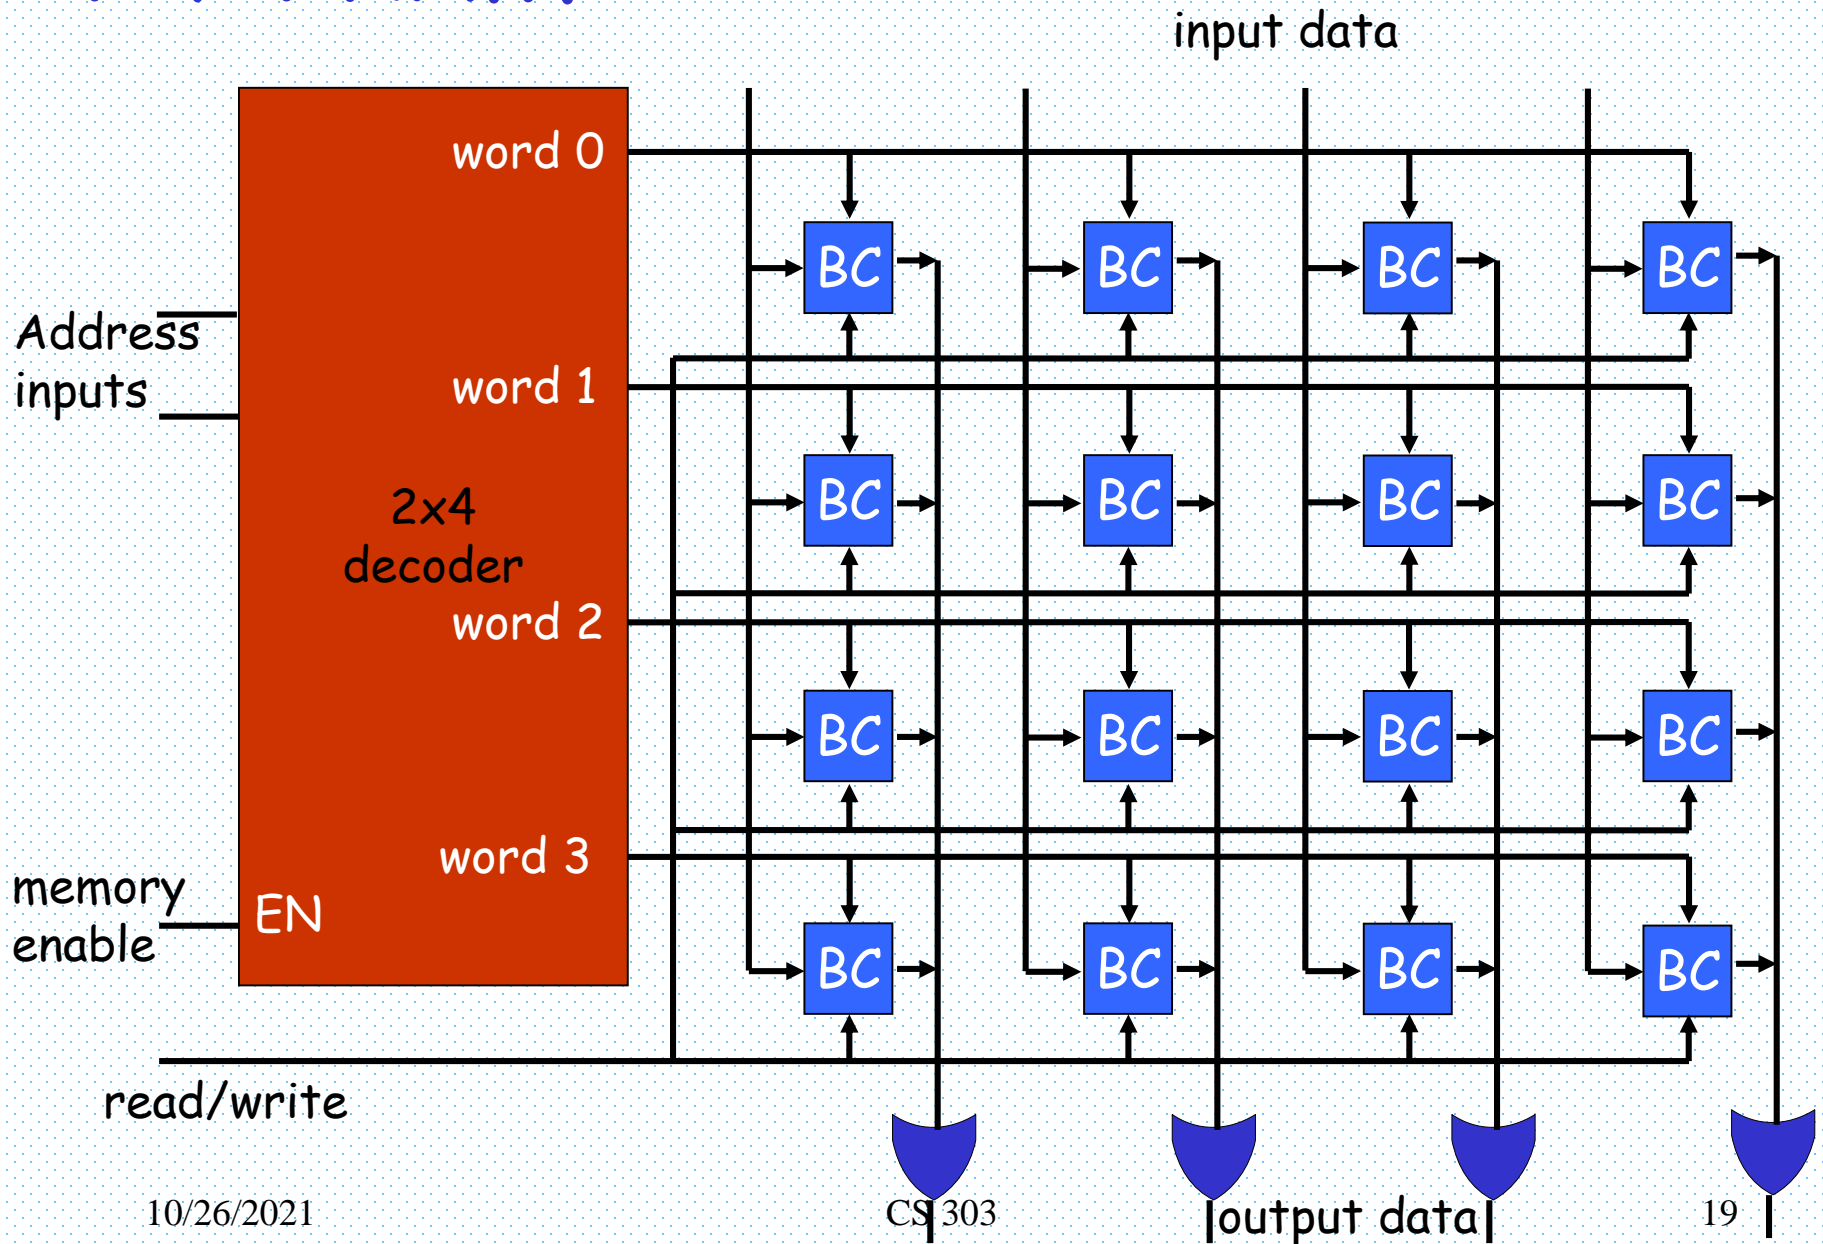 input data
word 0
BC BC BC BC
Address
inputs
word 1
BC BC BC BC
2x4
decoder
word 2
BC BC BC BC
word 3
memory
enable
EN
BC BC BC BC
read/write
10/26/2021
CS 303
output data
19